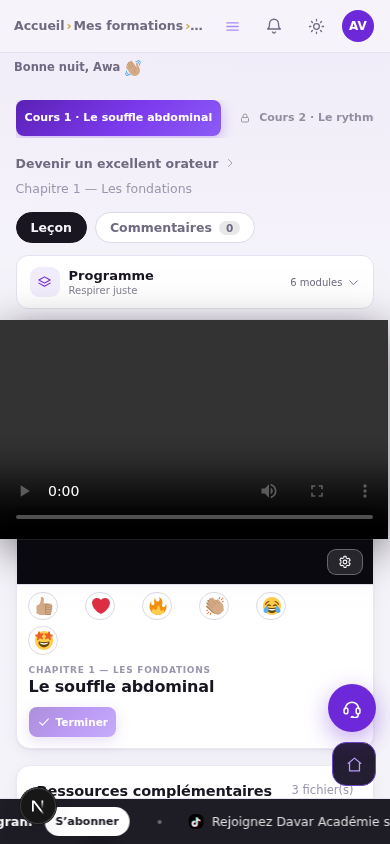 Accueil › Mes formations › …
AV
Bonne nuit, Awa 👋🏽
Cours 1 · Le souffle abdominal
Cours 2 · Le rythm
Devenir un excellent orateur
Chapitre 1 — Les fondations
Leçon
Commentaires 0
Programme
Respirer juste
6 modules
0:00
CHAPITRE 1 — LES FONDATIONS
Le souffle abdominal
Terminer
Ressources complémentaires
3 fichier(s)
N
S’abonner
• Rejoignez Davar Académie s